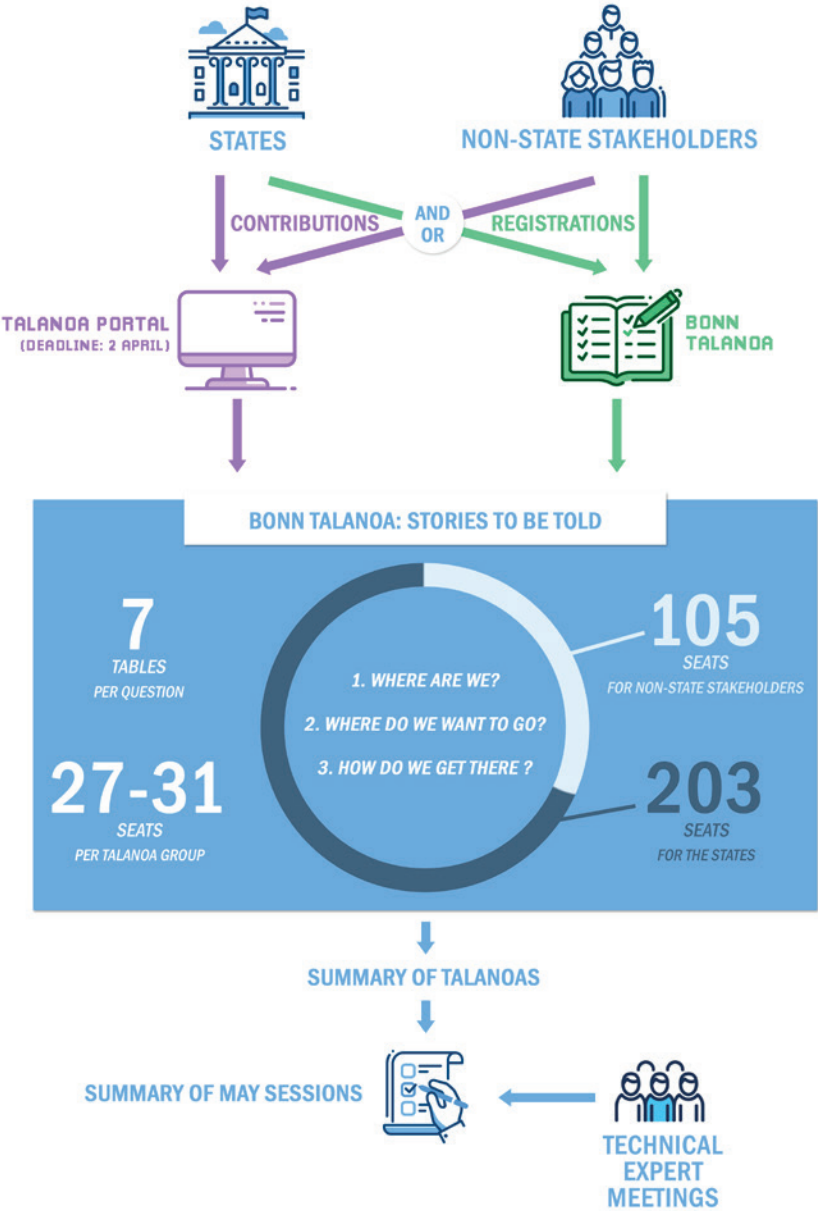 STATES
NON-STATE STAKEHOLDERS
CONTRIBUTIONS
AND
OR
REGISTRATIONS
TALANOA PORTAL
(DEADLINE: 2 APRIL)
BONN
TALANOA
BONN TALANOA: STORIES TO BE TOLD
7
TABLES
PER QUESTION
27-31
SEATS
PER TALANOA GROUP
1. WHERE ARE WE?
2. WHERE DO WE WANT TO GO?
3. HOW DO WE GET THERE ?
105
SEATS
FOR NON-STATE STAKEHOLDERS
203
SEATS
FOR THE STATES
SUMMARY OF TALANOAS
SUMMARY OF MAY SESSIONS
TECHNICAL
EXPERT
MEETINGS